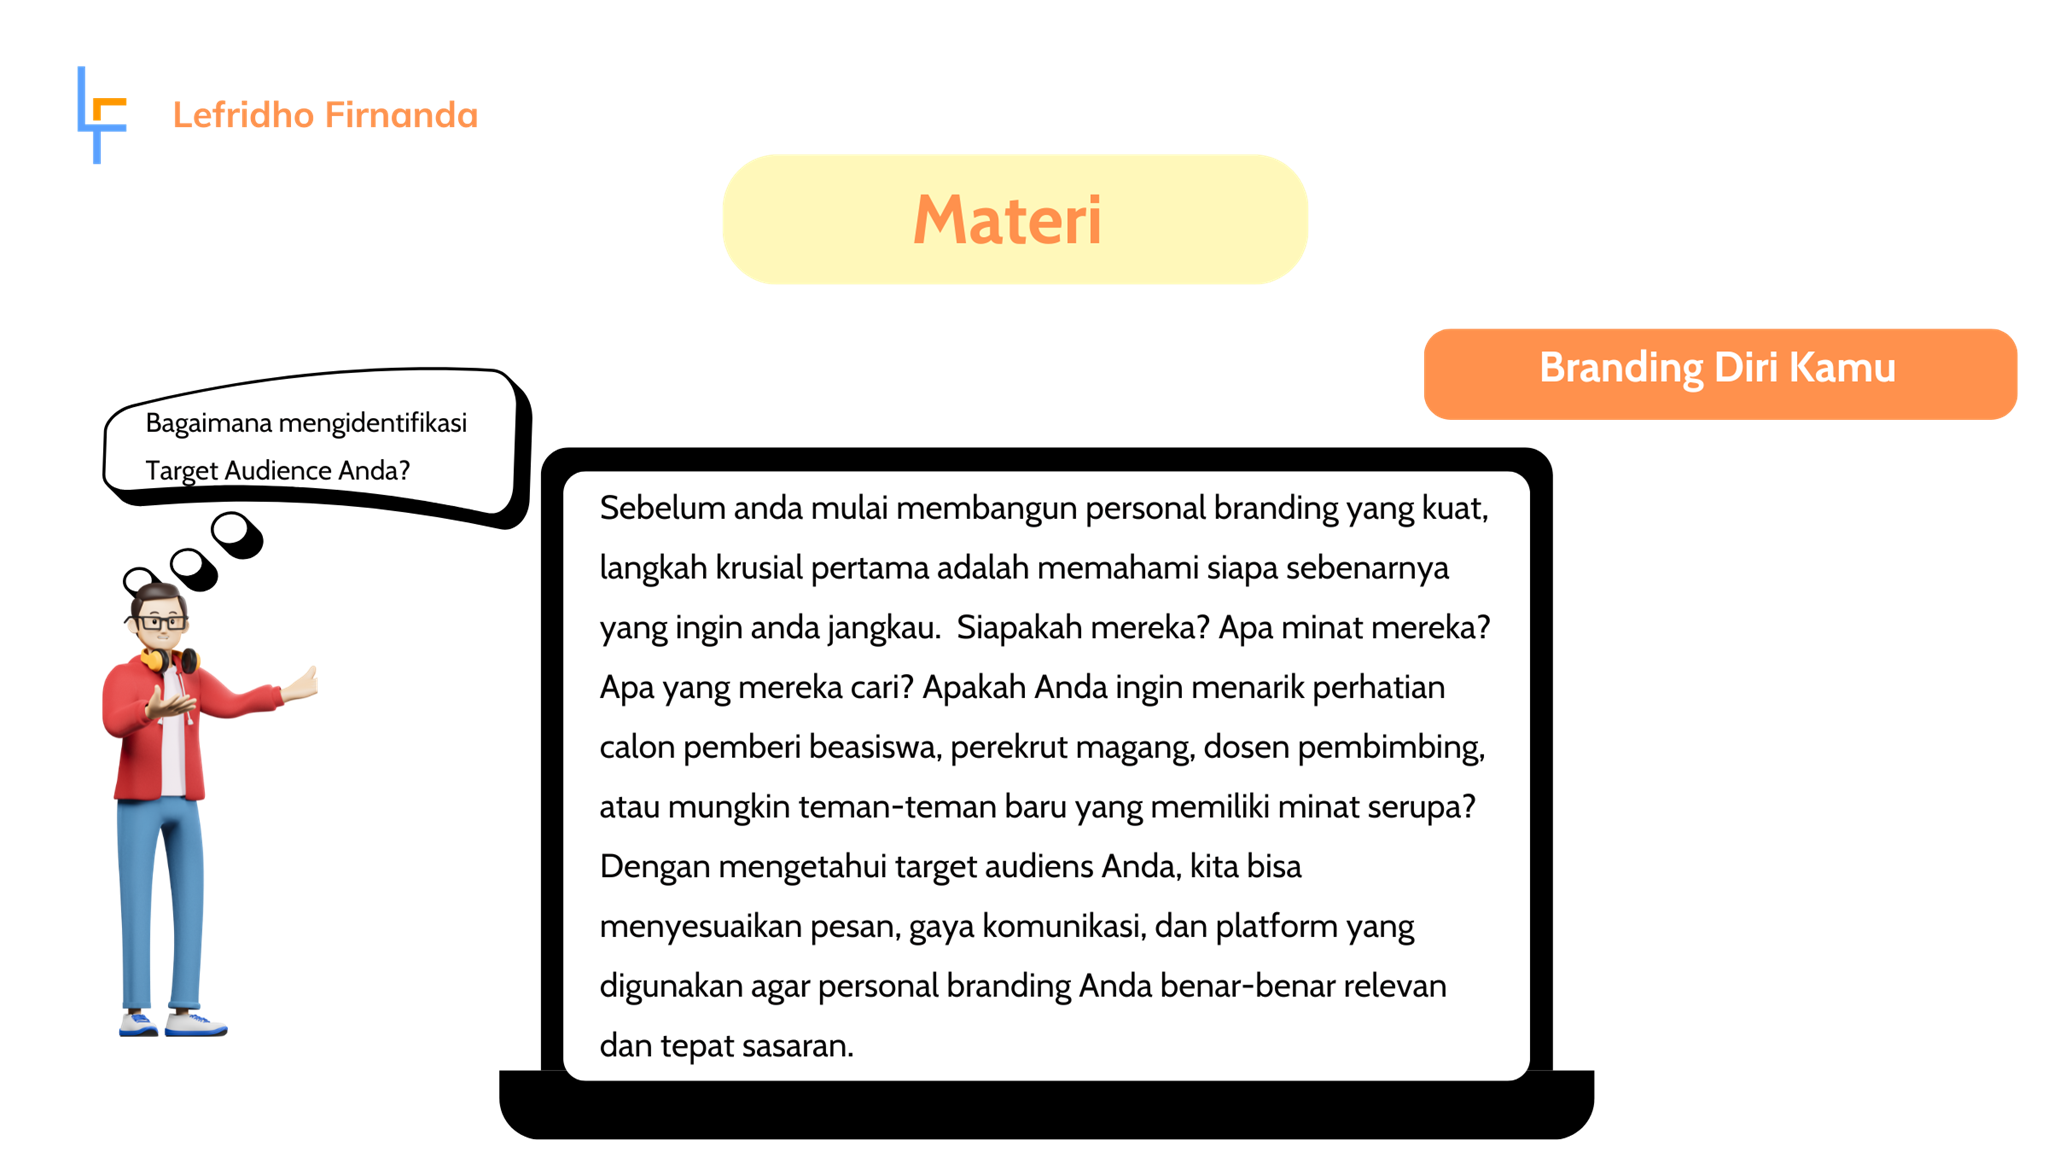 Lefridho Firnanda
Materi
Branding Diri Kamu
Bagaimana mengidentifikasi
Target Audience Anda?
Sebelum anda mulai membangun personal branding yang kuat,
langkah krusial pertama adalah memahami siapa sebenarnya
yang ingin anda jangkau.  Siapakah mereka? Apa minat mereka?
Apa yang mereka cari? Apakah Anda ingin menarik perhatian
calon pemberi beasiswa, perekrut magang, dosen pembimbing,
atau mungkin teman-teman baru yang memiliki minat serupa?
Dengan mengetahui target audiens Anda, kita bisa
menyesuaikan pesan, gaya komunikasi, dan platform yang
digunakan agar personal branding Anda benar-benar relevan
dan tepat sasaran.